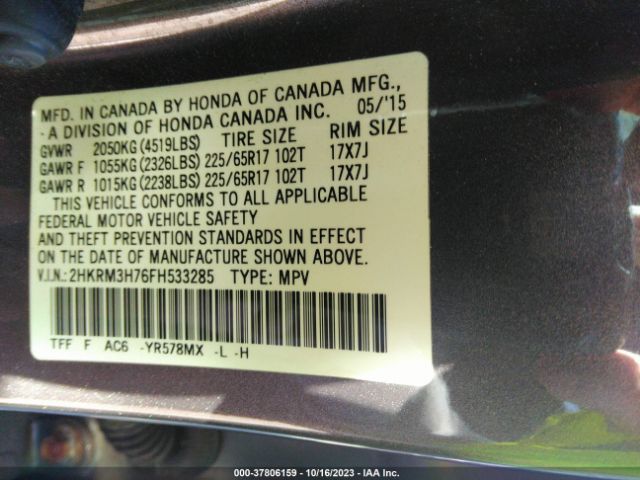 MFD. IN CANADA BY HONDA OF CANADA MFG.,
-A DIVISION OF HONDA CANADA INC. 05/'15
GVWR 2050KG(4519LBS) TIRE SIZE RIM SIZE
GAWR F 1055KG(2326LBS) 225/65R17 102T 17X7J
GAWR R 1015KG(2238LBS) 225/65R17 102T 17X7J
THIS VEHICLE CONFORMS TO ALL APPLICABLE
FEDERAL MOTOR VEHICLE SAFETY
AND THEFT PREVENTION STANDARDS IN EFFECT
ON THE DATE OF MANUFACTURE SHOWN ABOVE.
V.I.N.: 2HKRM3H76FH533285 TYPE: MPV
TFF F AC6 -YR578MX -L -H
000-37806159 - 10/16/2023 - IAA Inc.